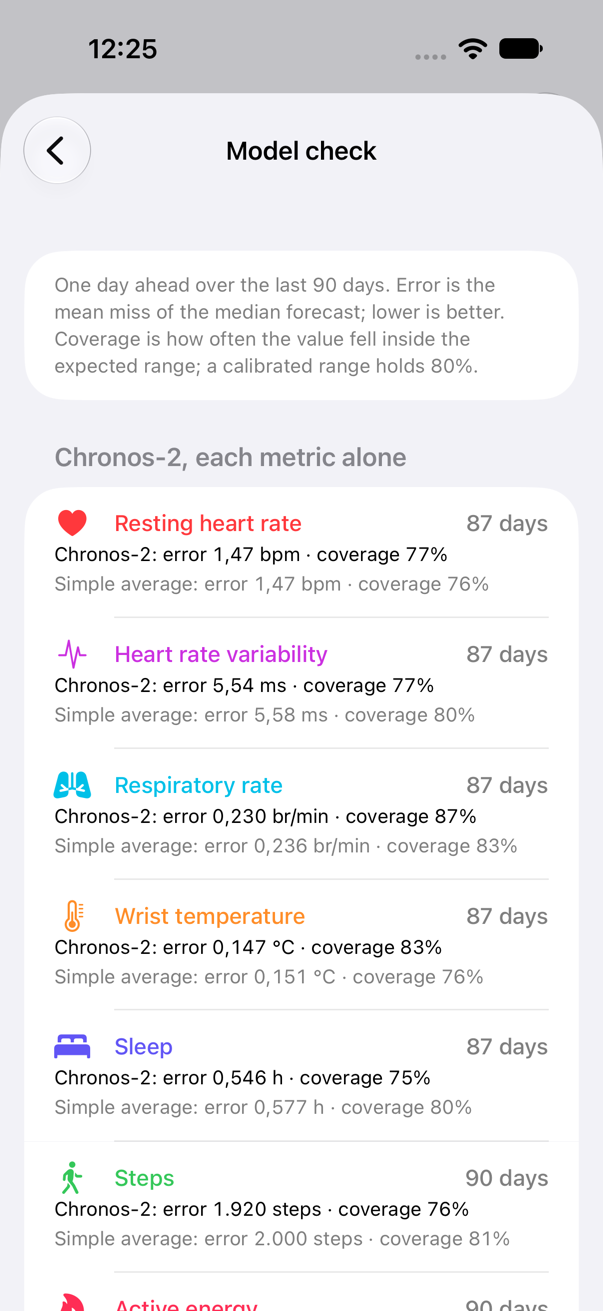 12:25
Model check
One day ahead over the last 90 days. Error is the
mean miss of the median forecast; lower is better.
Coverage is how often the value fell inside the
expected range; a calibrated range holds 80%.
Chronos-2, each metric alone
Resting heart rate 87 days
Chronos-2: error 1,47 bpm · coverage 77%
Simple average: error 1,47 bpm · coverage 76%
Heart rate variability 87 days
Chronos-2: error 5,54 ms · coverage 77%
Simple average: error 5,58 ms · coverage 80%
Respiratory rate 87 days
Chronos-2: error 0,230 br/min · coverage 87%
Simple average: error 0,236 br/min · coverage 83%
Wrist temperature 87 days
Chronos-2: error 0,147 °C · coverage 83%
Simple average: error 0,151 °C · coverage 76%
Sleep 87 days
Chronos-2: error 0,546 h · coverage 75%
Simple average: error 0,577 h · coverage 80%
Steps 90 days
Chronos-2: error 1.920 steps · coverage 76%
Simple average: error 2.000 steps · coverage 81%
Active energy 90 days